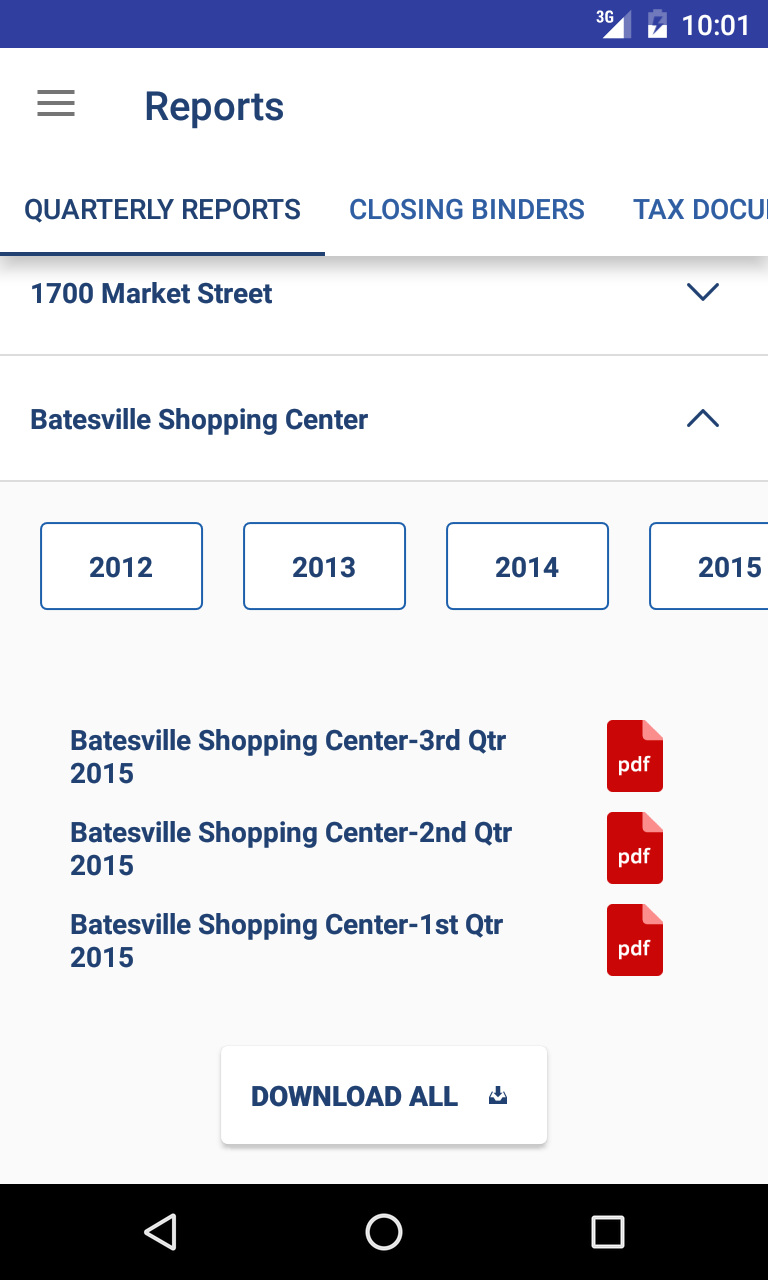 3G 10:01
Reports
QUARTERLY REPORTS CLOSING BINDERS TAX DOCU
1700 Market Street
Batesville Shopping Center
2012 2013 2014 2015
Batesville Shopping Center-3rd Qtr
2015
pdf
Batesville Shopping Center-2nd Qtr
2015
pdf
Batesville Shopping Center-1st Qtr
2015
pdf
DOWNLOAD ALL